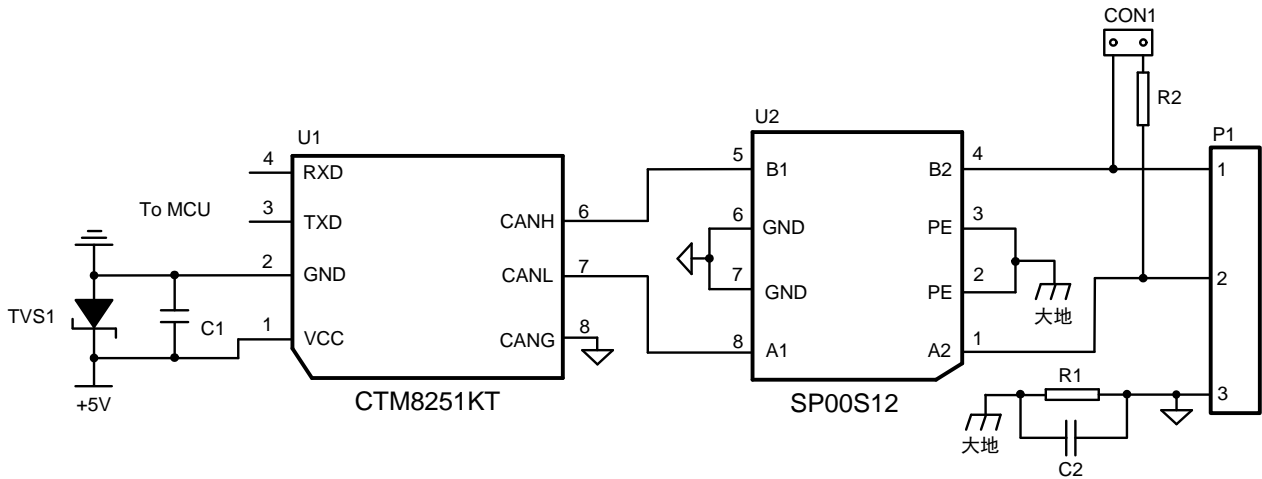 CON1
R2
U1
U2
P1
4
RXD
5
B1
B2
4
1
To MCU
3
TXD
CANH
6
6
GND
PE
3
2
GND
CANL
7
7
GND
PE
2
2
大地
TVS1
C1
1
VCC
CANG
8
8
A1
A2
1
+5V
CTM8251KT
SP00S12
R1
3
大地
C2